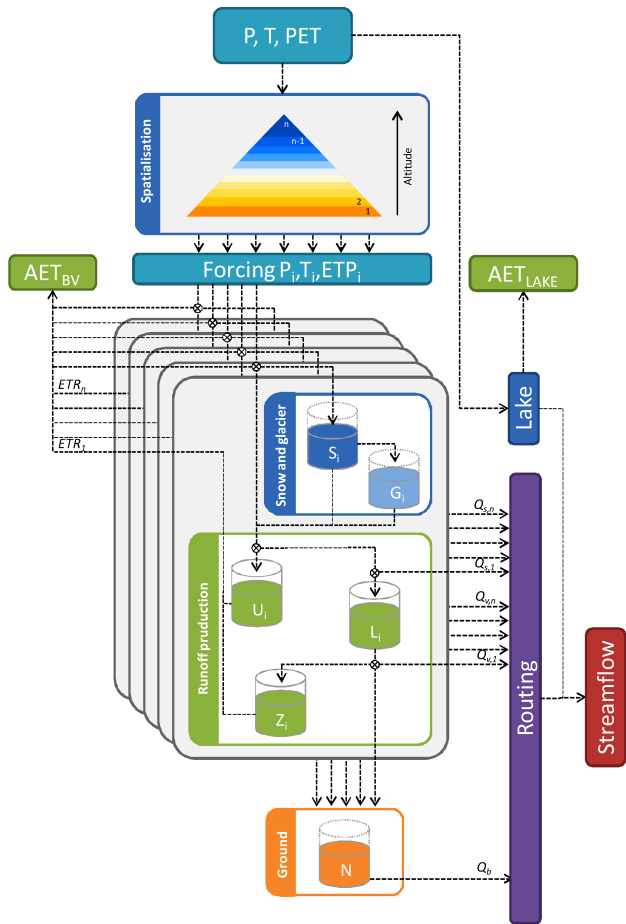 P, T, PET
Spatialisation
n
n-1
2
1
Altitude
AET_BV
Forcing P_i,T_i,ETP_i
AET_LAKE
ETR_n
ETR_1
Snow and glacier
S_i
G_i
Lake
Runoff pruduction
U_i
L_i
Z_i
Q_s,n
Q_s,1
Q_v,n
Q_v,1
Routing
Streamflow
Ground
N
Q_b